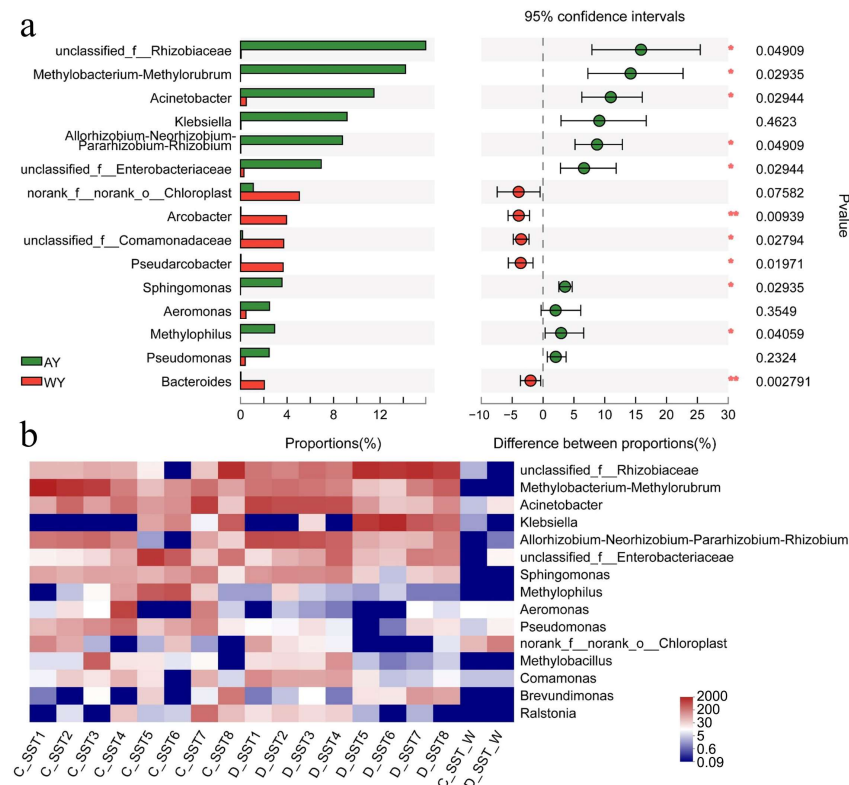 a
95% confidence intervals
unclassified_f__Rhizobiaceae
* 0.04909
Methylobacterium-Methylorubrum
* 0.02935
Acinetobacter
* 0.02944
Klebsiella
0.4623
Allorhizobium-Neorhizobium-
Pararhizobium-Rhizobium
* 0.04909
unclassified_f__Enterobacteriaceae
* 0.02944
norank_f__norank_o__Chloroplast
0.07582
Arcobacter
** 0.00939
unclassified_f__Comamonadaceae
* 0.02794
Pseudarcobacter
* 0.01971
Sphingomonas
* 0.02935
Aeromonas
0.3549
Methylophilus
* 0.04059
Pseudomonas
0.2324
Bacteroides
** 0.002791
Pvalue
AY
WY
0 4 8 12
−10 −5 0 5 10 15 20 25 30
Proportions(%)
Difference between proportions(%)
b
unclassified_f__Rhizobiaceae
Methylobacterium-Methylorubrum
Acinetobacter
Klebsiella
Allorhizobium-Neorhizobium-Pararhizobium-Rhizobium
unclassified_f__Enterobacteriaceae
Sphingomonas
Methylophilus
Aeromonas
Pseudomonas
norank_f__norank_o__Chloroplast
Methylobacillus
Comamonas
Brevundimonas
Ralstonia
2000
200
30
5
0.6
0.09
C_SST1
C_SST2
C_SST3
C_SST4
C_SST5
C_SST6
C_SST7
C_SST8
D_SST1
D_SST2
D_SST3
D_SST4
D_SST5
D_SST6
D_SST7
D_SST8
C_SST_W
D_SST_W